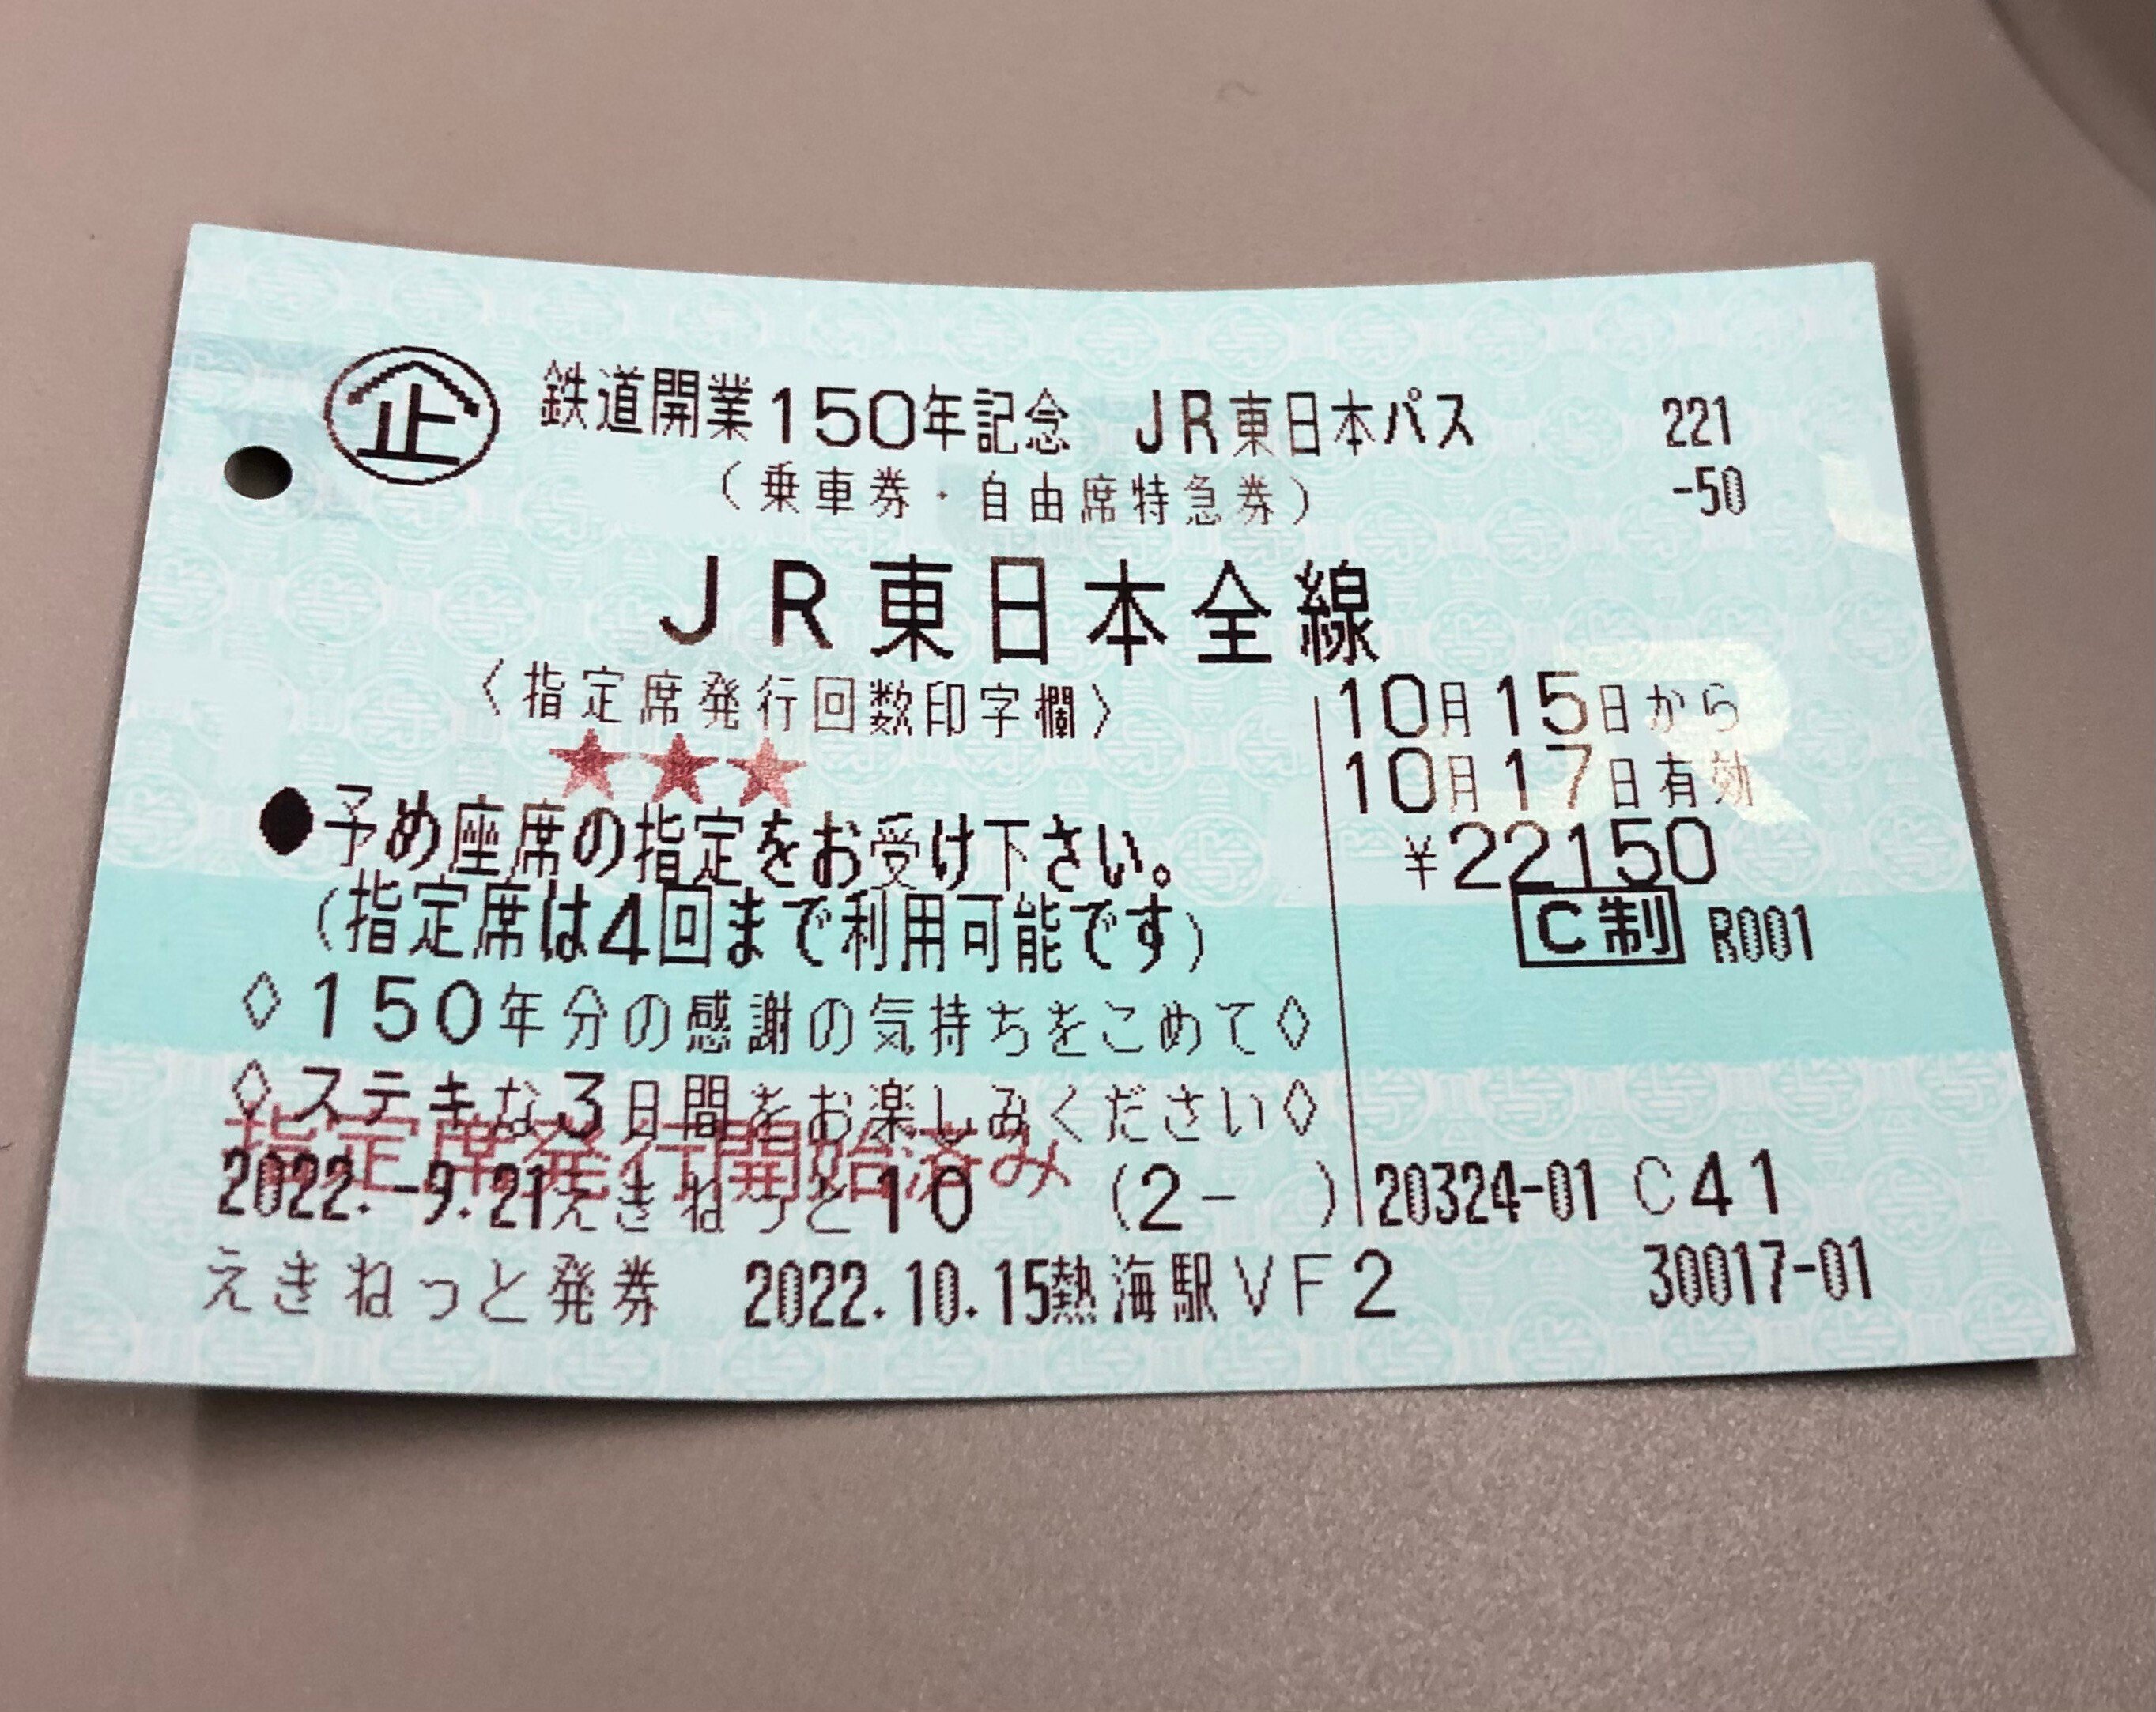 企 鉄道開業150年記念 JR東日本パス 221
(乗車券・自由席特急券) -50
JR東日本全線
〈指定席発行回数印字欄〉
★★★
10月15日から
10月17日有効
¥22150
C制 R001
●予め座席の指定をお受け下さい。
(指定席は4回まで利用可能です)
◇150年分の感謝の気持ちをこめて◇
◇ステキな3日間をお楽しみください◇
指定席発行開始済み
2022.-9.21えきねっと10 (2- ) 20324-01 C41
えきねっと発券 2022.10.15熱海駅VF2 30017-01